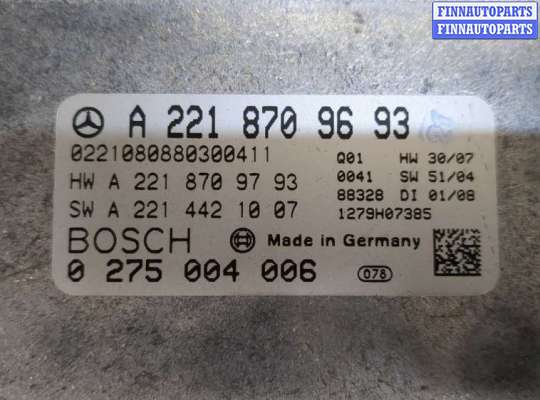 FINNAUTOPARTS
FINNAUTOPARTS
A 221 870 96 93
0221080880300411
Q01 HW 30/07
HW A 221 870 97 93
0041 SW 51/04
SW A 221 442 10 07
88328 DI 01/08
1279H07385
BOSCH Made in Germany
0 275 004 006
078